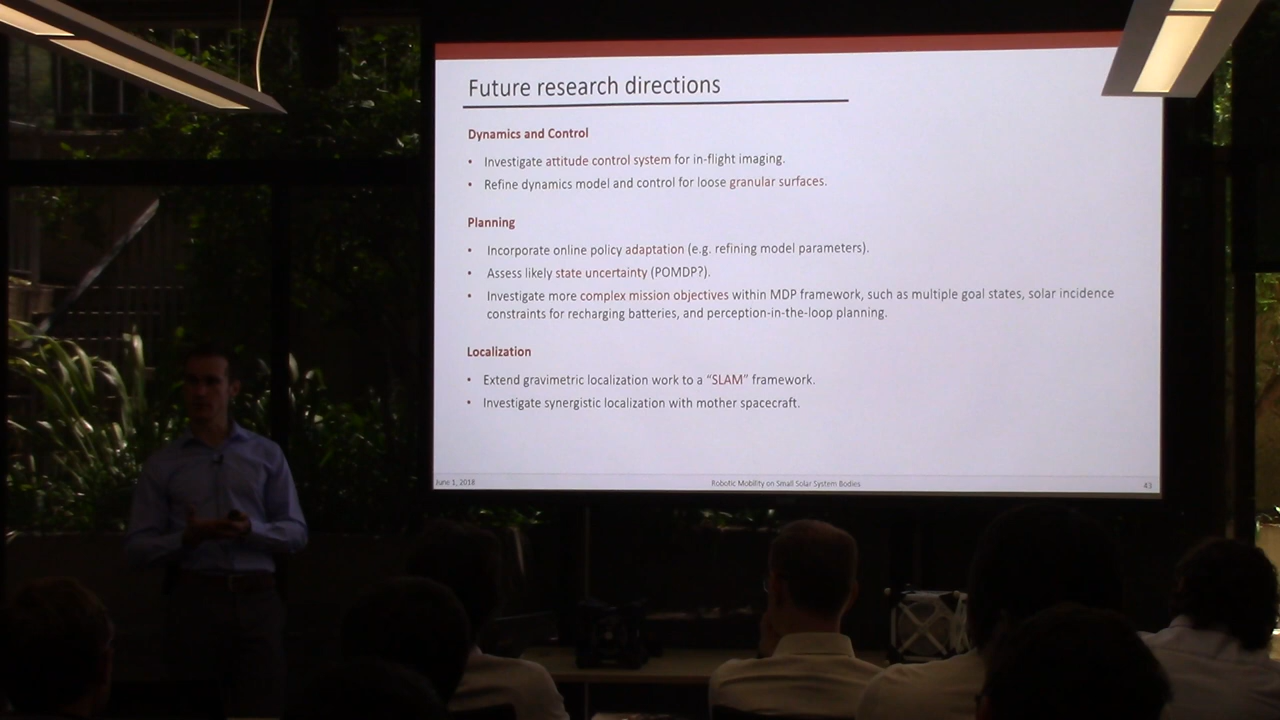 Future research directions
Dynamics and Control
• Investigate attitude control system for in-flight imaging.
• Refine dynamics model and control for loose granular surfaces.
Planning
• Incorporate online policy adaptation (e.g. refining model parameters).
• Assess likely state uncertainty (POMDP?).
• Investigate more complex mission objectives within MDP framework, such as multiple goal states, solar incidence
constraints for recharging batteries, and perception-in-the-loop planning.
Localization
• Extend gravimetric localization work to a “SLAM” framework.
• Investigate synergistic localization with mother spacecraft.
June 1, 2018
Robotic Mobility on Small Solar System Bodies
43